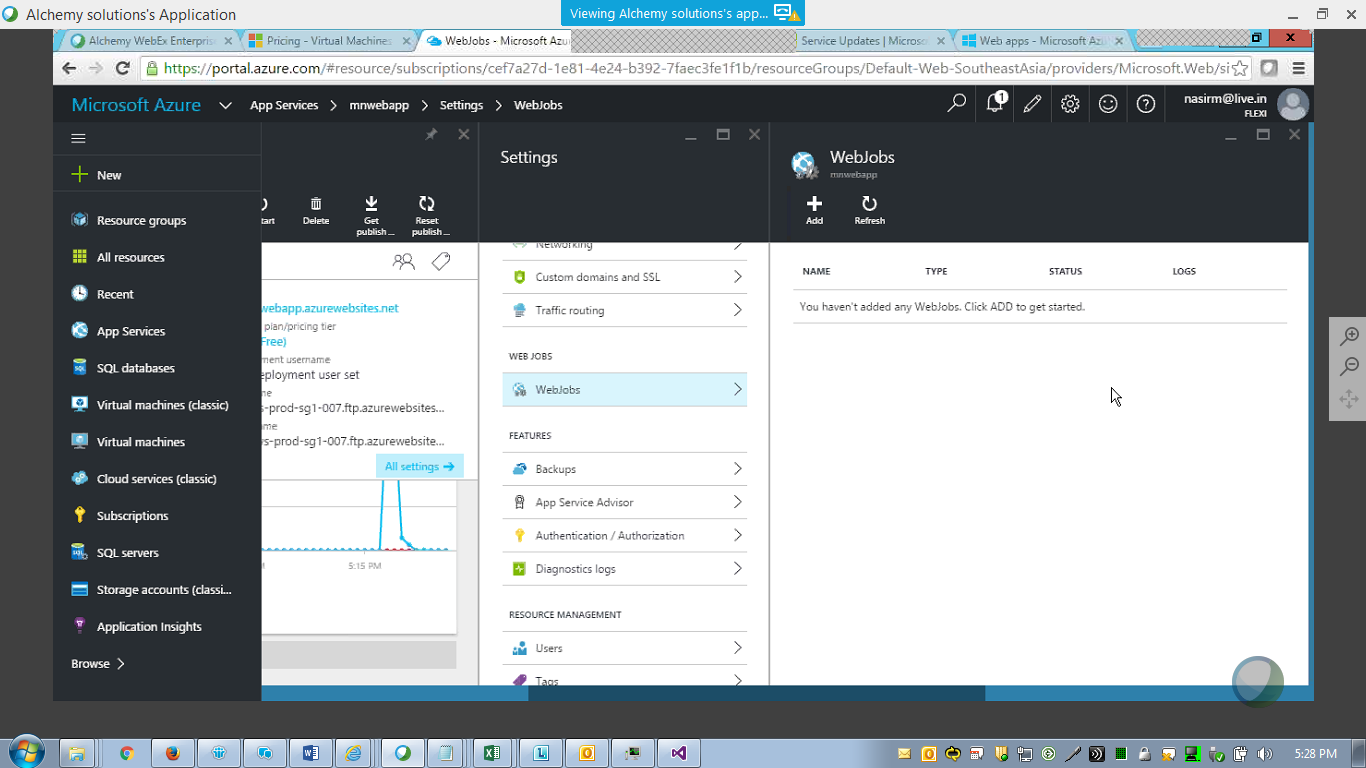 Alchemy solutions's Application
Viewing Alchemy solutions's app...
Alchemy WebEx Enterpris
Pricing - Virtual Machines
WebJobs - Microsoft Azu
Service Updates | Micros
Web apps - Microsoft Az
https://portal.azure.com/#resource/subscriptions/cef7a27d-1e81-4e24-b392-7faec3fe1f1b/resourceGroups/Default-Web-SoutheastAsia/providers/Microsoft.Web/si
Microsoft Azure
App Services > mnwebapp > Settings > WebJobs
1
nasirm@live.in
FLEXI
New
Resource groups
All resources
Recent
App Services
SQL databases
Virtual machines (classic)
Virtual machines
Cloud services (classic)
Subscriptions
SQL servers
Storage accounts (classi...
Application Insights
Browse >
tart
Delete
Get
publish ...
Reset
publish ...
webapp.azurewebsites.net
plan/pricing tier
Free)
ment username
eployment user set
me
s-prod-sg1-007.ftp.azurewebsites...
me
vs-prod-sg1-007.ftp.azurewebsite...
All settings
M
5:15 PM
Settings
Networking
Custom domains and SSL
Traffic routing
WEB JOBS
WebJobs
FEATURES
Backups
App Service Advisor
Authentication / Authorization
Diagnostics logs
RESOURCE MANAGEMENT
Users
Tags
WebJobs
mnwebapp
Add
Refresh
NAME
TYPE
STATUS
LOGS
You haven't added any WebJobs. Click ADD to get started.
5:28 PM